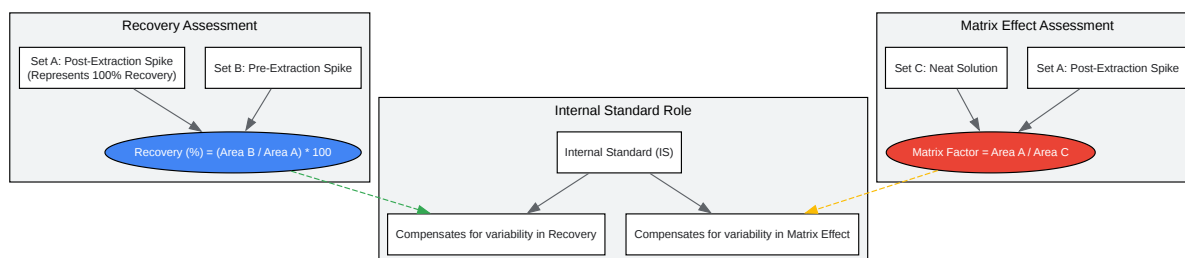 Recovery Assessment
Set A: Post-Extraction Spike
(Represents 100% Recovery)
Set B: Pre-Extraction Spike
Recovery (%) = (Area B / Area A) * 100
Internal Standard Role
Internal Standard (IS)
Compensates for variability in Recovery
Compensates for variability in Matrix Effect
Matrix Effect Assessment
Set C: Neat Solution
Set A: Post-Extraction Spike
Matrix Factor = Area A / Area C